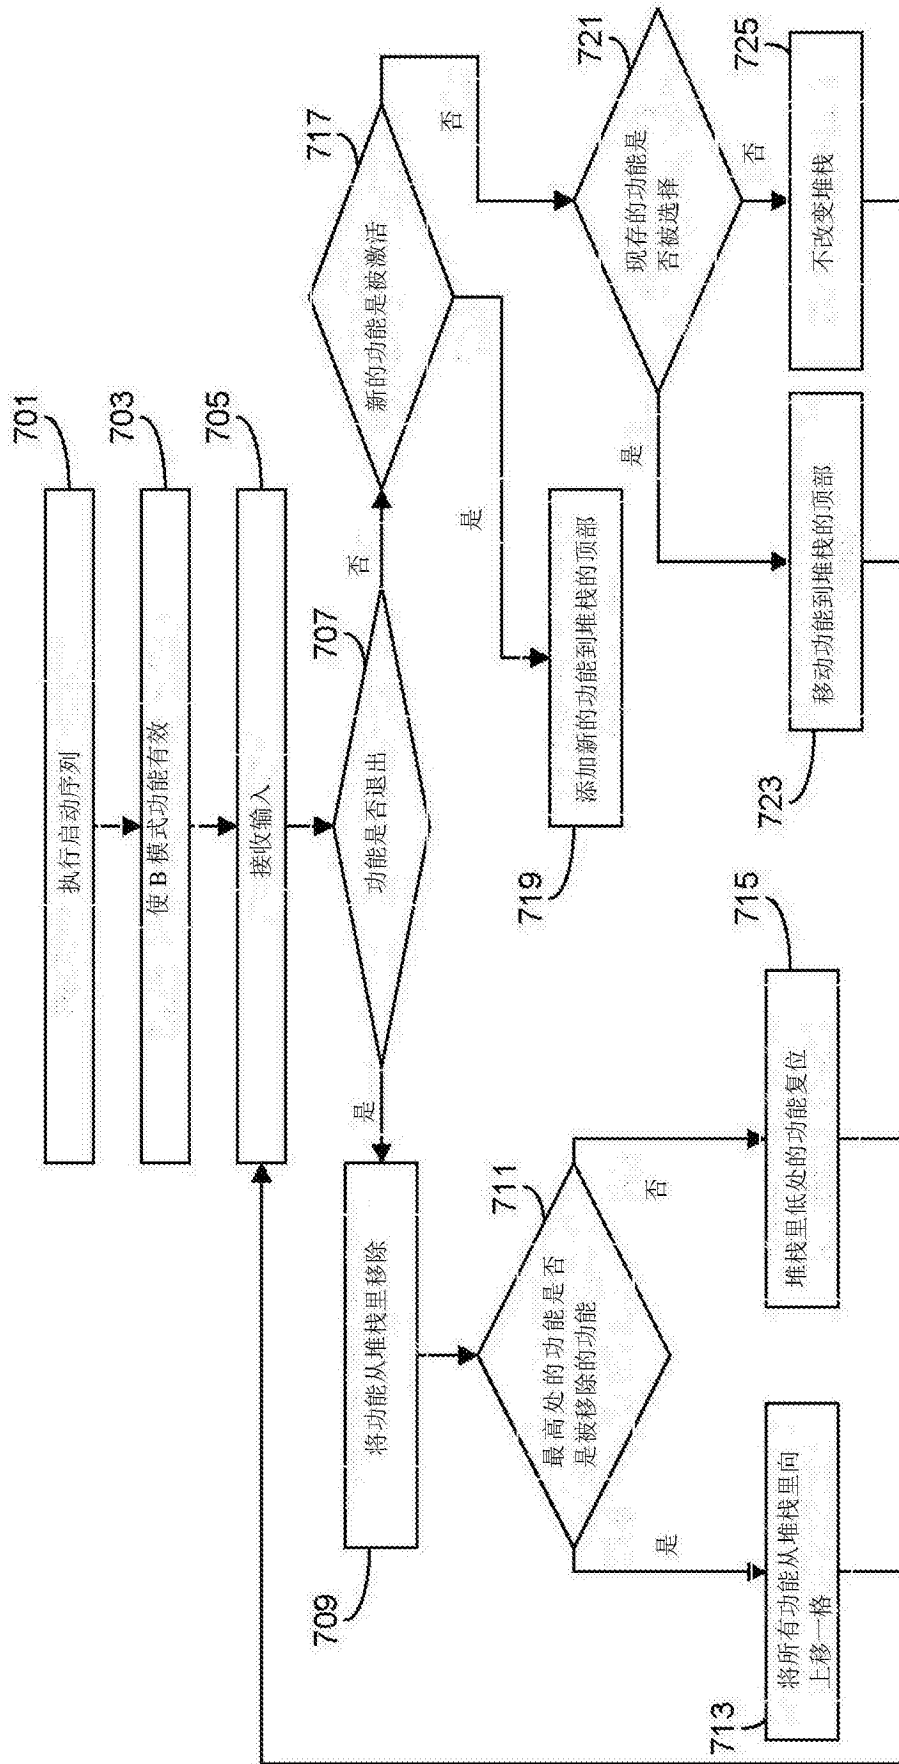 701
执行启动序列
703
使 B 模式功能有效
705
接收输入
707
功能是否退出
是
否
709
将功能从堆栈里移除
717
新的功能是被激活
否
是
711
最高处的功能是否
是被移除的功能
是
否
719
添加新的功能到堆栈的顶部
721
现存的功能是
否被选择
是
否
713
将所有功能从堆栈里向
上移一格
715
堆栈里低处的功能复位
723
移动功能到堆栈的顶部
725
不改变堆栈